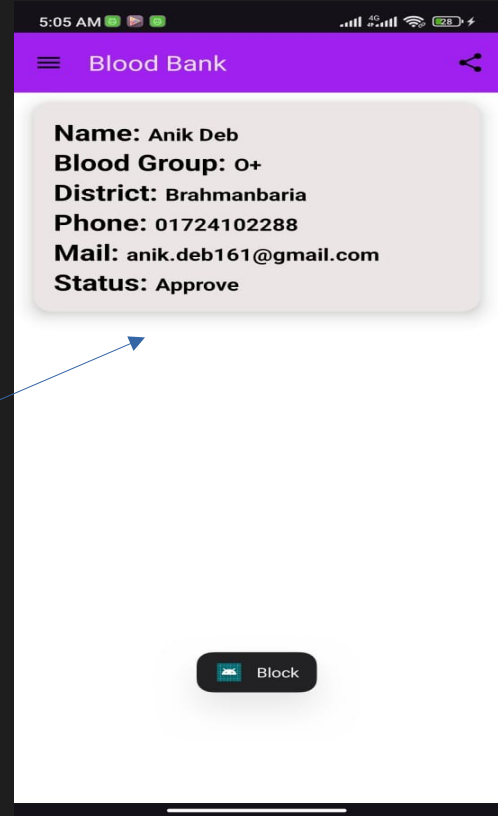 5:05 AM
4G
28
Blood Bank
Name: Anik Deb
Blood Group: O+
District: Brahmanbaria
Phone: 01724102288
Mail: anik.deb161@gmail.com
Status: Approve
Block